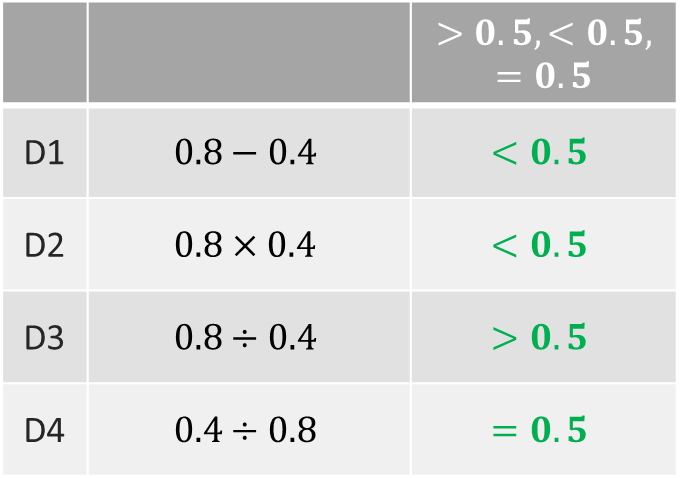 > 0.5, < 0.5,
= 0.5
D1 0.8 − 0.4 < 0.5
D2 0.8 × 0.4 < 0.5
D3 0.8 ÷ 0.4 > 0.5
D4 0.4 ÷ 0.8 = 0.5